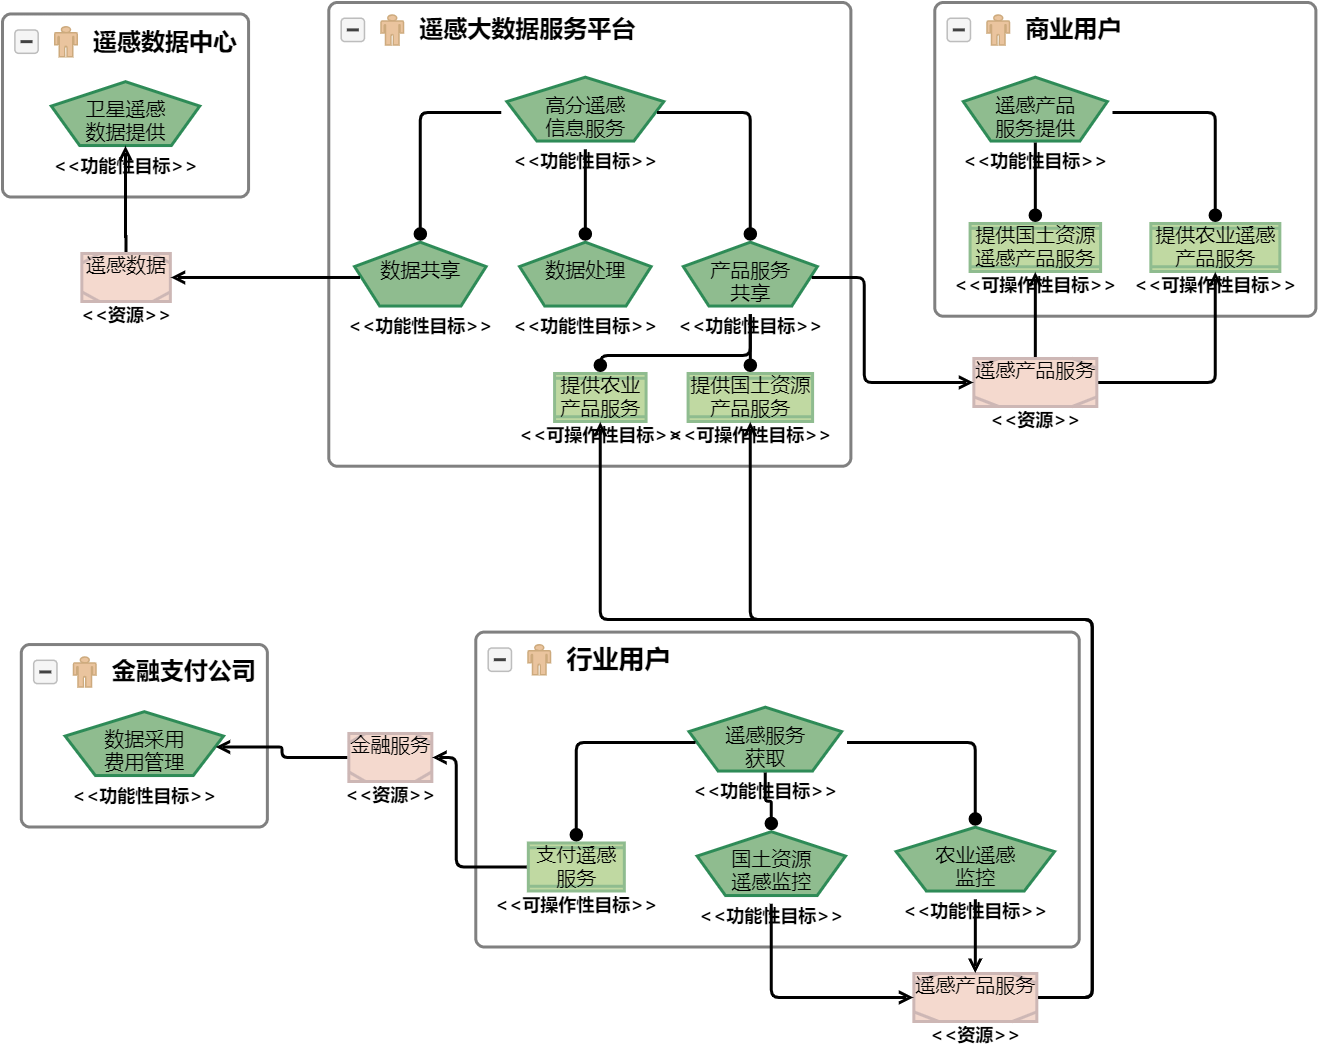 遥感数据中心
卫星遥感
数据提供
<<功能性目标>>
遥感数据
<<资源>>
遥感大数据服务平台
高分遥感
信息服务
<<功能性目标>>
数据共享
<<功能性目标>>
数据处理
<<功能性目标>>
产品服务
共享
<<功能性目标>>
提供农业
产品服务
<<可操作性目标>>
提供国土资源
产品服务
<<可操作性目标>>
商业用户
遥感产品
服务提供
<<功能性目标>>
提供国土资源
遥感产品服务
<<可操作性目标>>
提供农业遥感
产品服务
<<可操作性目标>>
遥感产品服务
<<资源>>
金融支付公司
数据采用
费用管理
<<功能性目标>>
金融服务
<<资源>>
行业用户
遥感服务
获取
<<功能性目标>>
支付遥感
服务
<<可操作性目标>>
国土资源
遥感监控
<<功能性目标>>
农业遥感
监控
<<功能性目标>>
遥感产品服务
<<资源>>